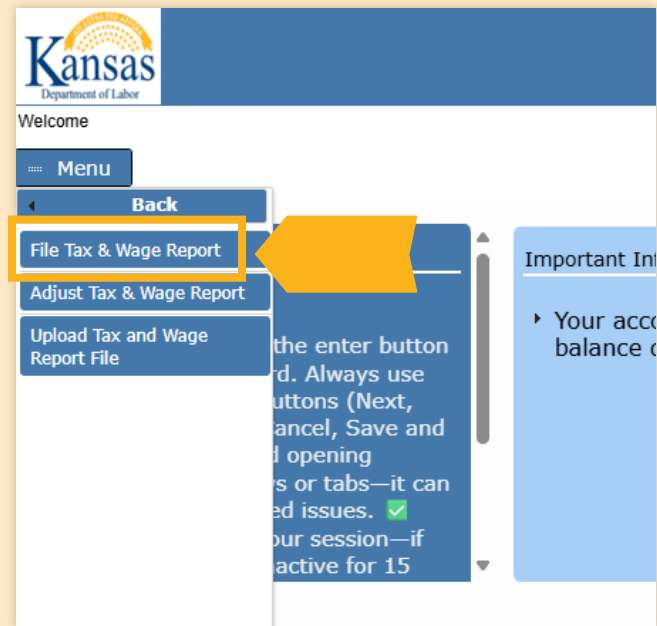 Kansas
Department of Labor
Welcome
Menu
Back
File Tax & Wage Report
Adjust Tax & Wage Report
Upload Tax and Wage
Report File
the enter button
rd. Always use
uttons (Next,
Cancel, Save and
d opening
s or tabs—it can
ed issues. ✅
our session—if
active for 15
Important Inf
Your acco
balance o